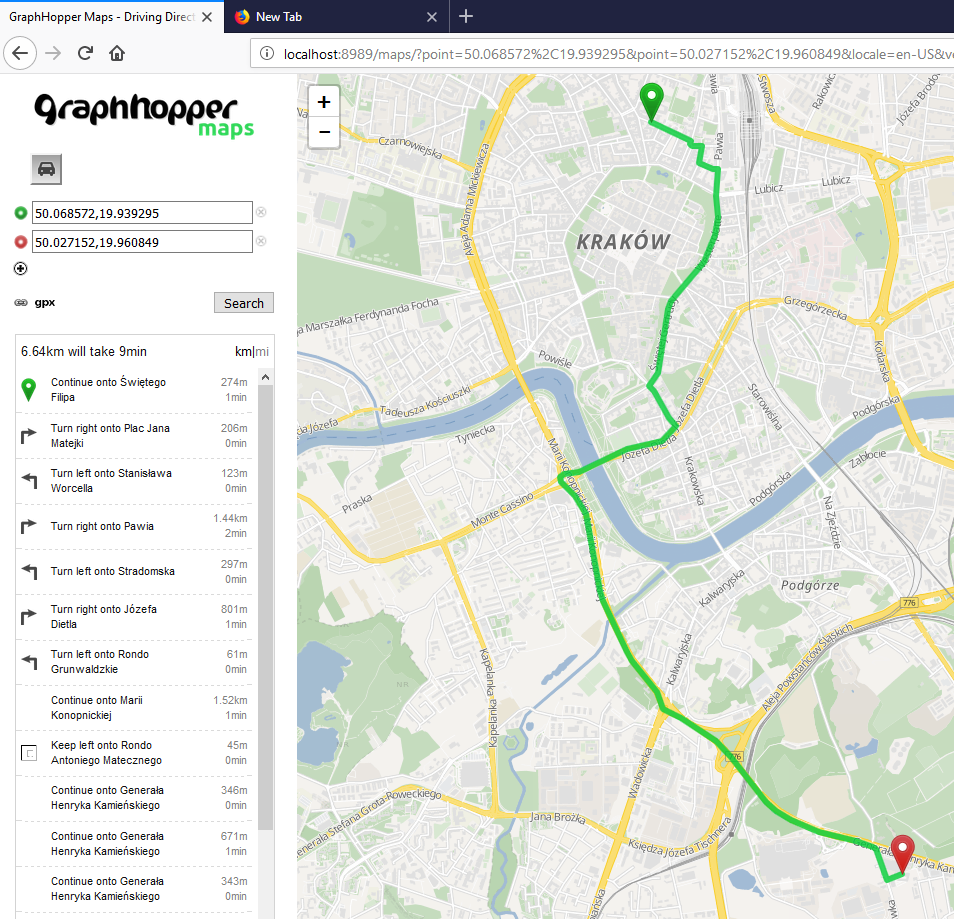 GraphHopper Maps - Driving Direct
New Tab
localhost:8989/maps/?point=50.068572%2C19.939295&point=50.027152%2C19.960849&locale=en-US&ve
graphhopper
maps
50.068572,19.939295
50.027152,19.960849
gpx
Search
6.64km will take 9min
km|mi
Continue onto Świętego
Filipa
274m
1min
Turn right onto Plac Jana
Matejki
206m
0min
Turn left onto Stanisława
Worcella
123m
0min
Turn right onto Pawia
1.44km
2min
Turn left onto Stradomska
297m
0min
Turn right onto Józefa
Dietla
801m
1min
Turn left onto Rondo
Grunwaldzkie
61m
0min
Continue onto Marii
Konopnickiej
1.52km
1min
Keep left onto Rondo
Antoniego Matecznego
45m
0min
Continue onto Generała
Henryka Kamieńskiego
346m
0min
Continue onto Generała
Henryka Kamieńskiego
671m
1min
Continue onto Generała
Henryka Kamieńskiego
343m
0min
+
−
Czarnowiejska
Aleja Adama Mickiewicza
Pawia
Pawia
Lubicz
Lubicz
KRAKÓW
Marszałka Ferdynanda Focha
Grzegórzecka
Kotlarska
Powiśle
Tadeusza Kościuszki
Józefa
Tyniecka
Józefa Dietla
Józefa Dietla
Starowiślna
Podgórska
Podgórska
Zabłocie
Krakowska
Na Zjeździe
Praska
Monte Cassino
Kalwaryjska
Kalwaryjska
Podgórze
776
776
Aleja Powstańców Śląskich
Kapelanka
Kapelanka
Wadowicka
Generała Stefana Grota-Roweckiego
Jana Brożka
Księdza Józefa Tischnera